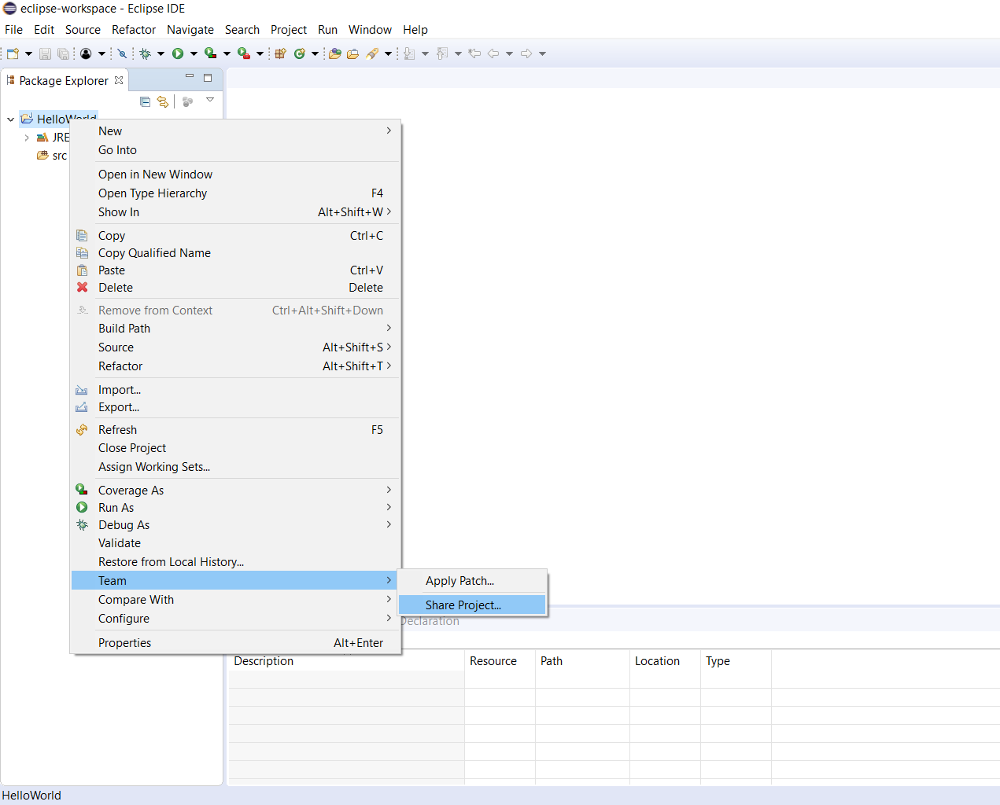 eclipse-workspace - Eclipse IDE
File Edit Source Refactor Navigate Search Project Run Window Help
Package Explorer
HelloWorld
JRE
src
New
Go Into
Open in New Window
Open Type Hierarchy F4
Show In Alt+Shift+W
Copy Ctrl+C
Copy Qualified Name
Paste Ctrl+V
Delete Delete
Remove from Context Ctrl+Alt+Shift+Down
Build Path
Source Alt+Shift+S
Refactor Alt+Shift+T
Import...
Export...
Refresh F5
Close Project
Assign Working Sets...
Coverage As
Run As
Debug As
Validate
Restore from Local History...
Team
Compare With
Configure
Properties Alt+Enter
Apply Patch...
Share Project...
Declaration
Description Resource Path Location Type
HelloWorld